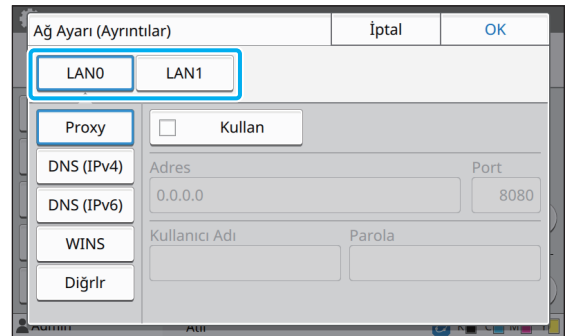 Ağ Ayarı (Ayrıntılar)
İptal
OK
LAN0
LAN1
Proxy
Kullan
DNS (IPv4)
Adres
Port
0.0.0.0
8080
DNS (IPv6)
WINS
Kullanıcı Adı
Parola
Diğrlr
Admin